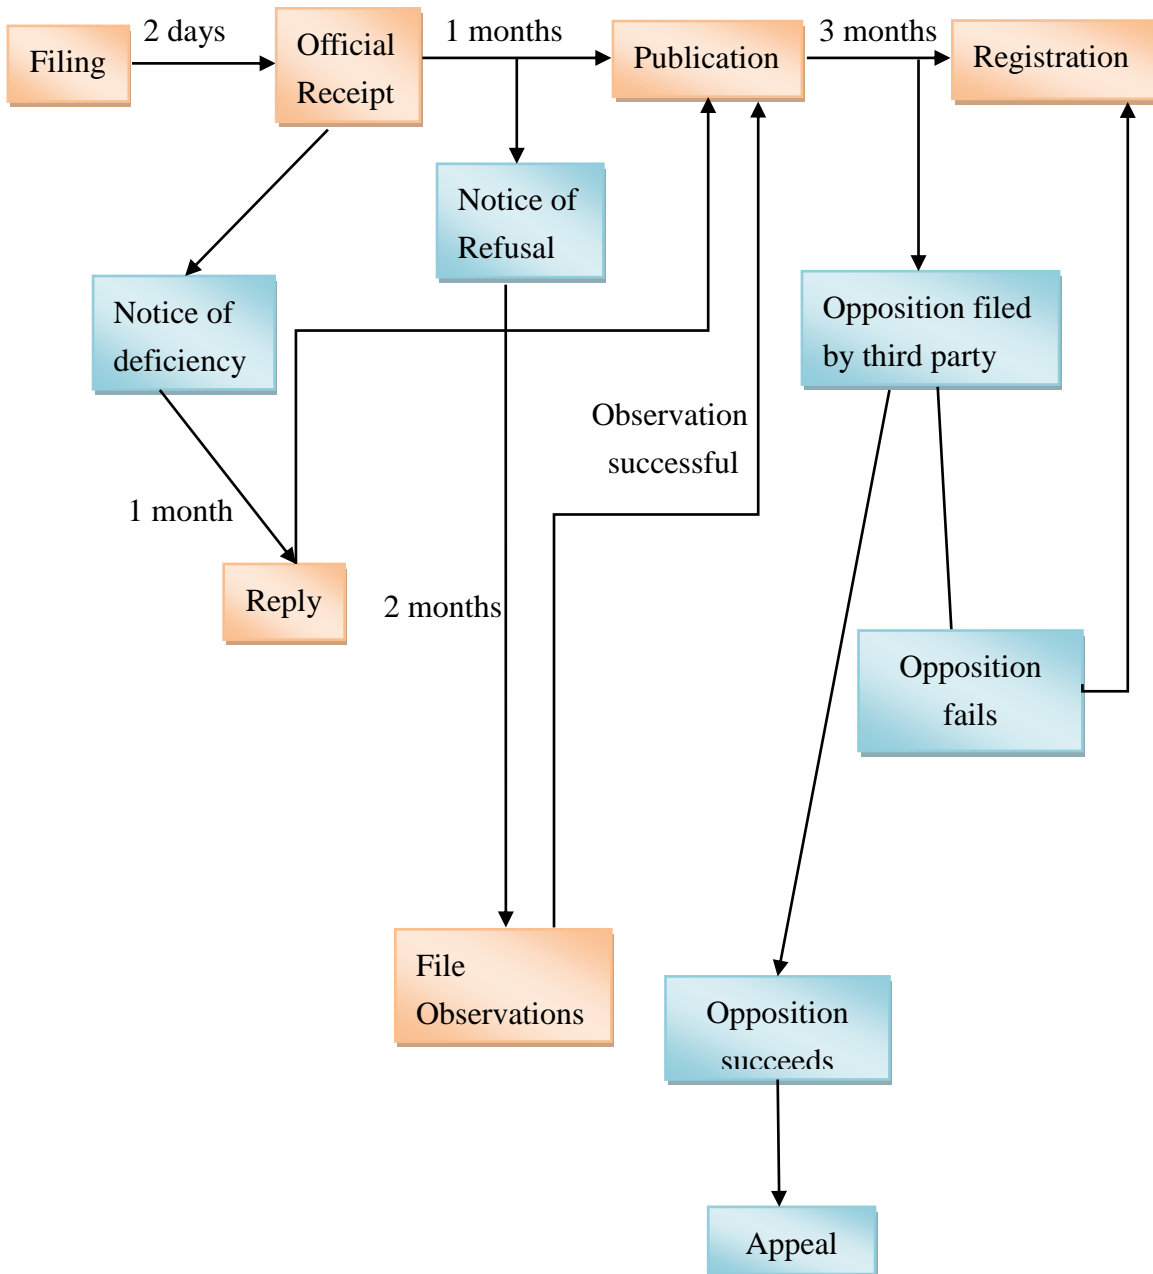 Filing
2 days
Official
Receipt
1 months
Publication
3 months
Registration
Notice of
Refusal
Notice of
deficiency
Opposition filed
by third party
Observation
successful
1 month
Reply
2 months
Opposition
fails
File
Observations
Opposition
succeeds
Appeal